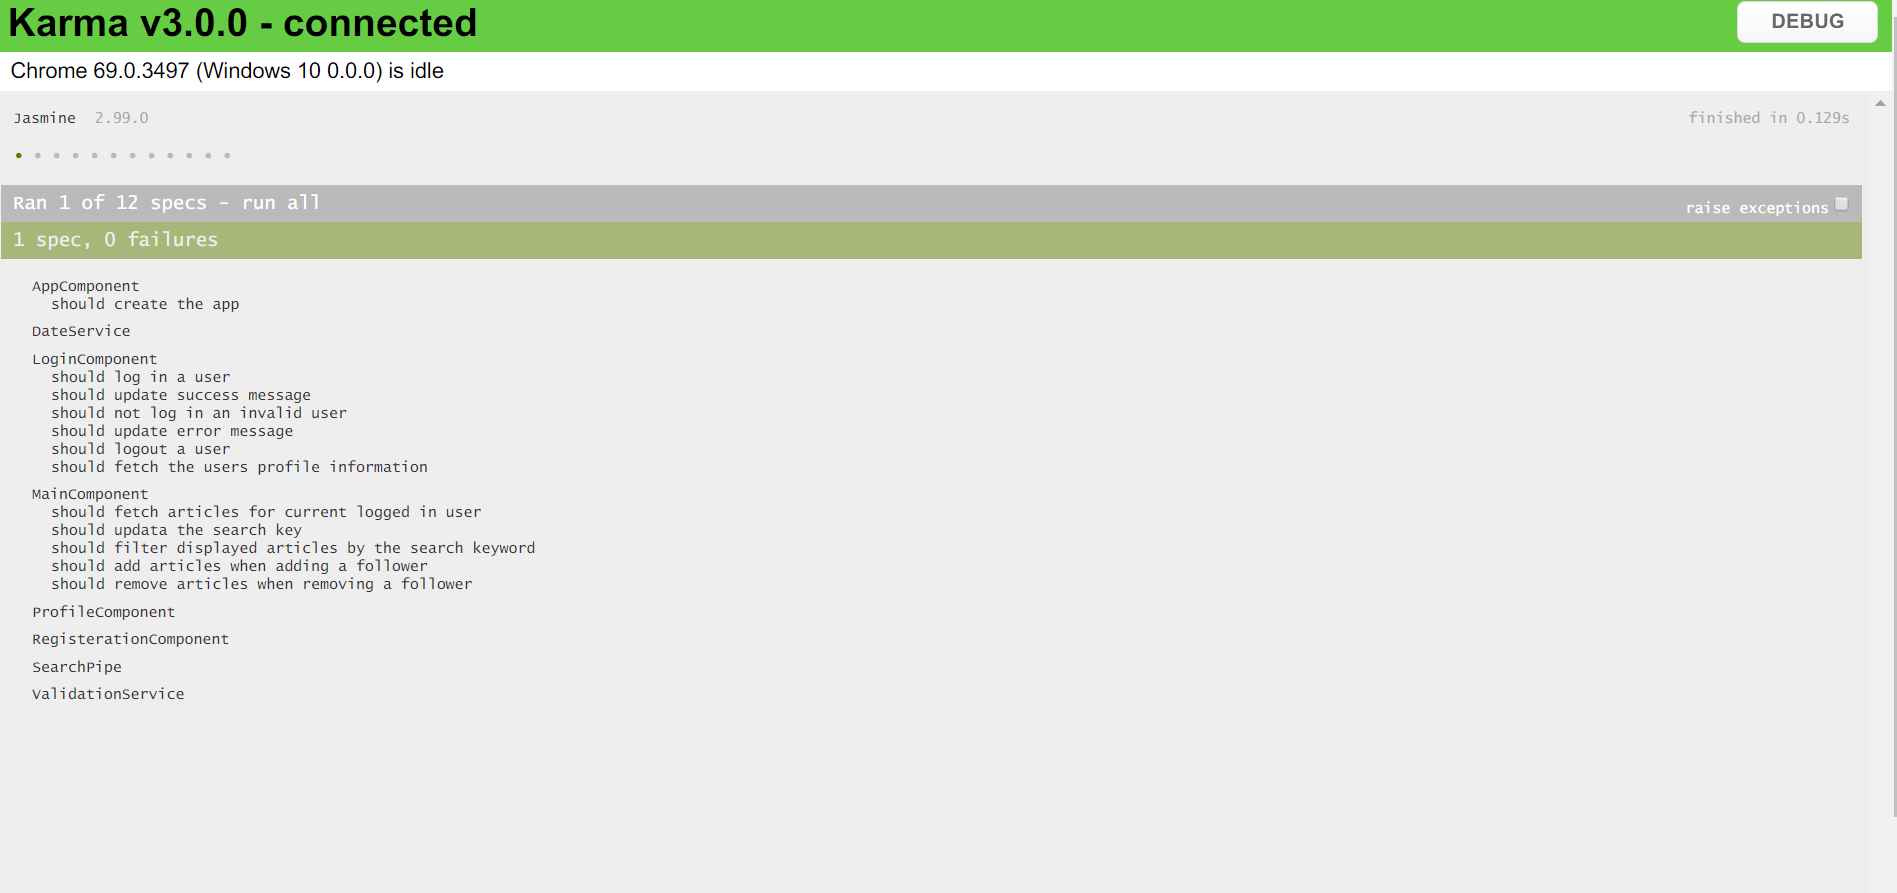 Karma v3.0.0 - connected
DEBUG
Chrome 69.0.3497 (Windows 10 0.0.0) is idle
Jasmine 2.99.0
finished in 0.129s
Ran 1 of 12 specs - run all
raise exceptions
1 spec, 0 failures
AppComponent
should create the app
DateService
LoginComponent
should log in a user
should update success message
should not log in an invalid user
should update error message
should logout a user
should fetch the users profile information
MainComponent
should fetch articles for current logged in user
should updata the search key
should filter displayed articles by the search keyword
should add articles when adding a follower
should remove articles when removing a follower
ProfileComponent
RegisterationComponent
SearchPipe
ValidationService